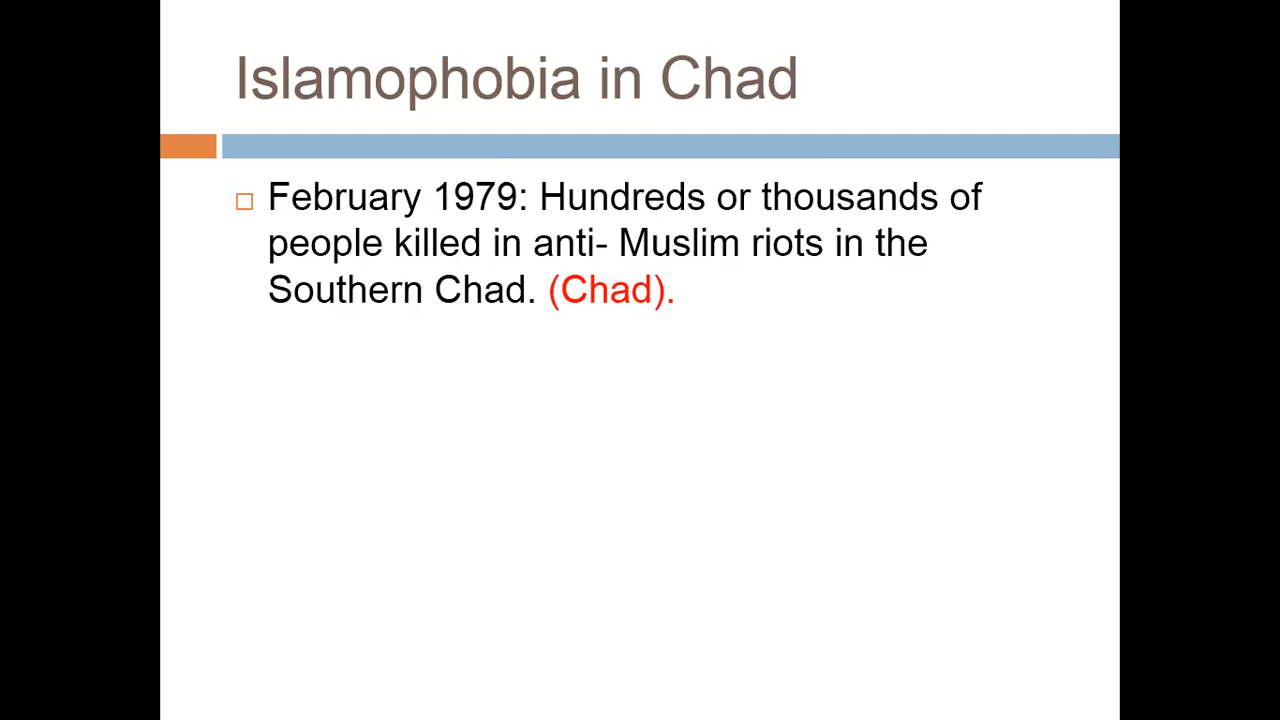 Islamophobia in Chad
February 1979: Hundreds or thousands of
people killed in anti- Muslim riots in the
Southern Chad. (Chad).